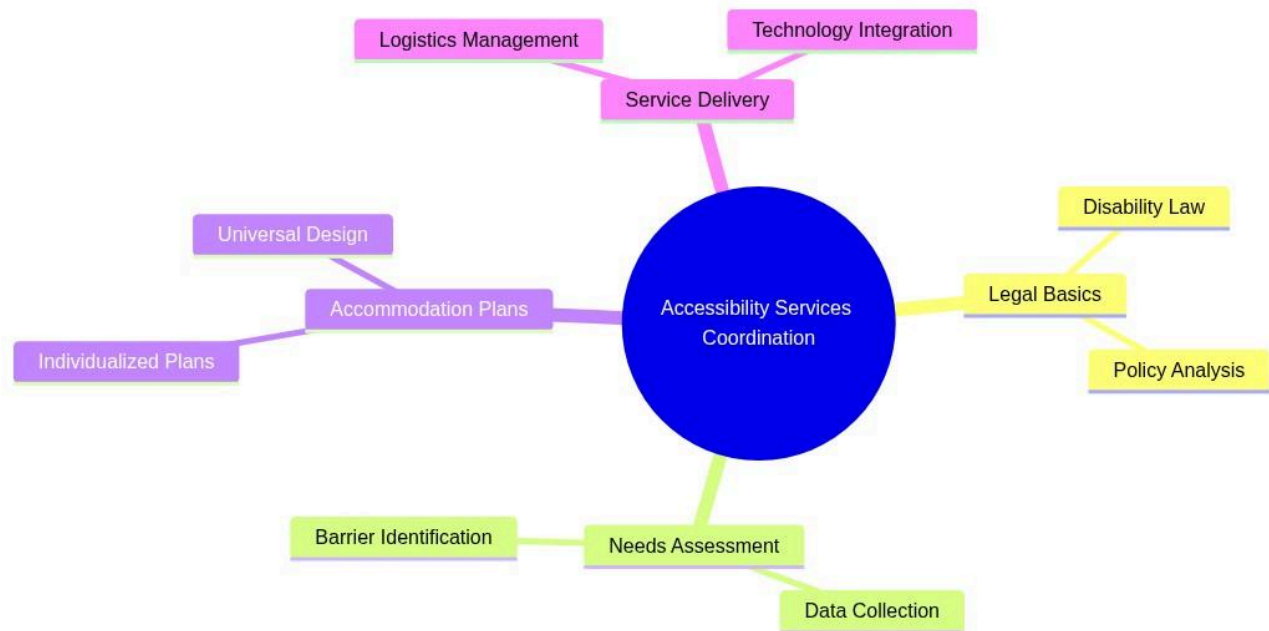 Logistics Management
Technology Integration
Service Delivery
Disability Law
Universal Design
Legal Basics
Accommodation Plans
Accessibility Services
Coordination
Individualized Plans
Policy Analysis
Barrier Identification
Needs Assessment
Data Collection